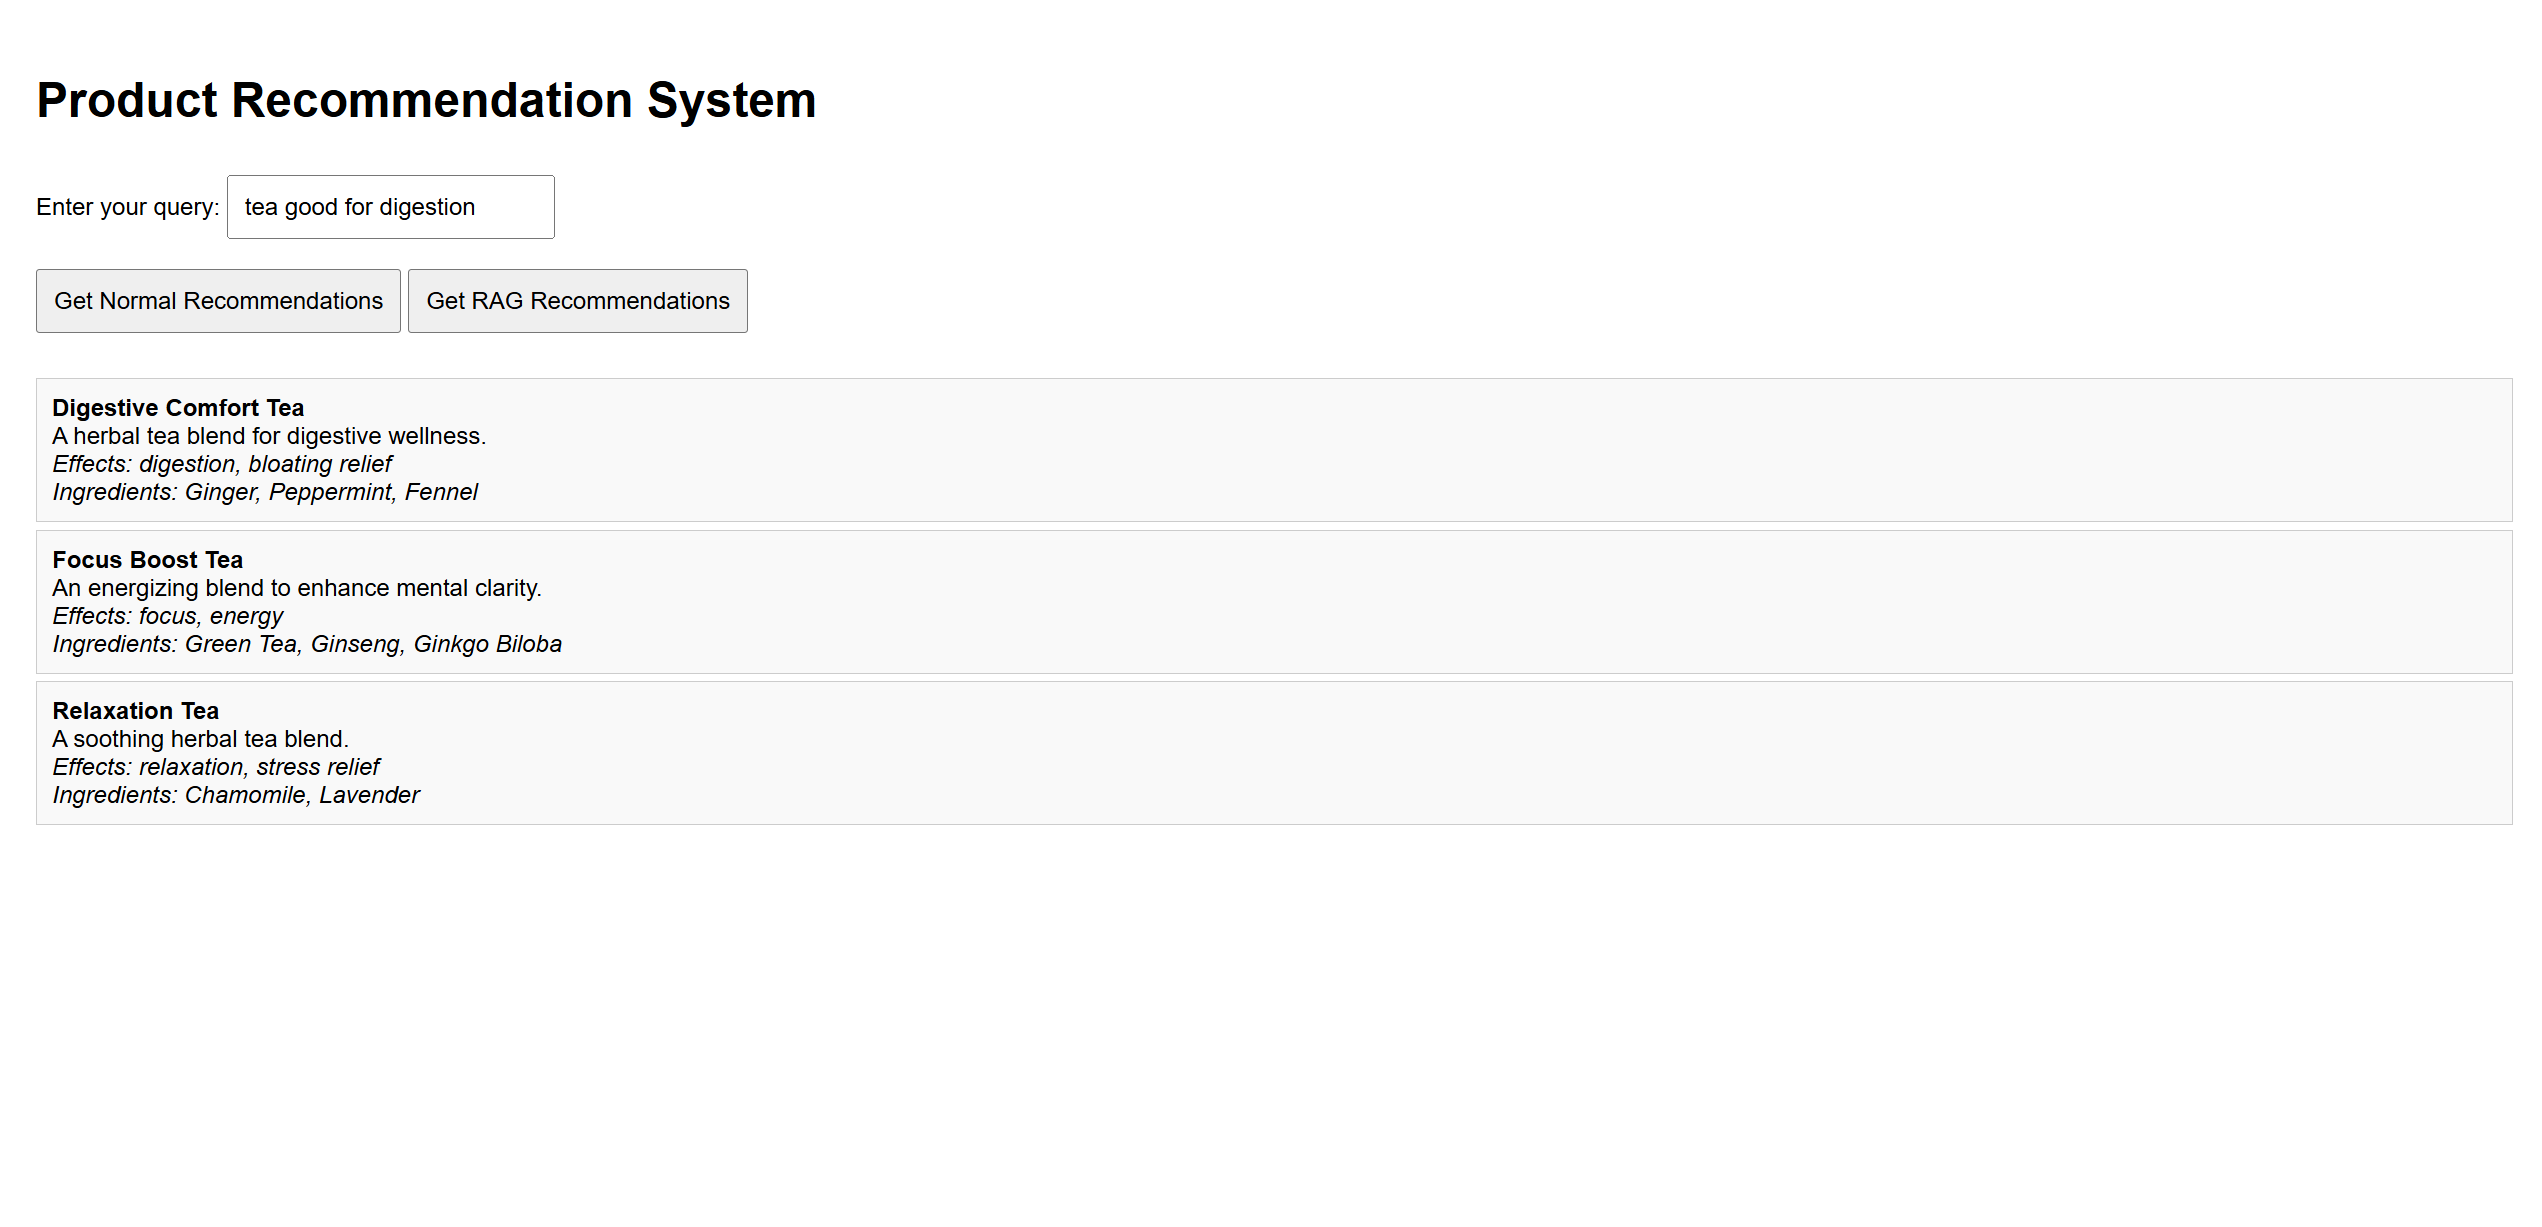 Product Recommendation System
Enter your query: tea good for digestion
Get Normal Recommendations Get RAG Recommendations
Digestive Comfort Tea
A herbal tea blend for digestive wellness.
Effects: digestion, bloating relief
Ingredients: Ginger, Peppermint, Fennel
Focus Boost Tea
An energizing blend to enhance mental clarity.
Effects: focus, energy
Ingredients: Green Tea, Ginseng, Ginkgo Biloba
Relaxation Tea
A soothing herbal tea blend.
Effects: relaxation, stress relief
Ingredients: Chamomile, Lavender